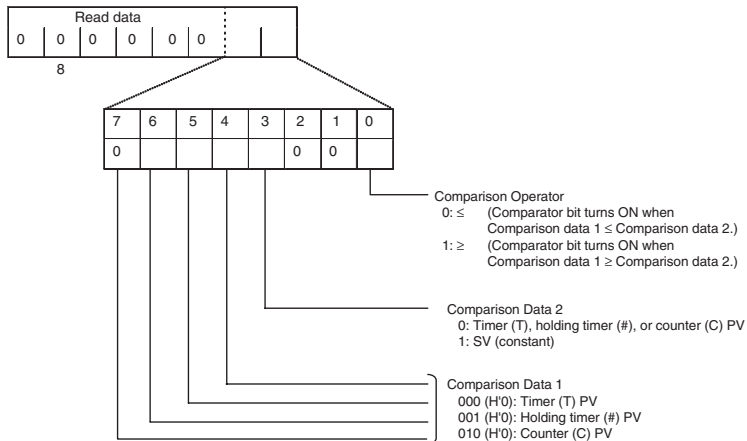 Read data
0 0 0 0 0 0
8
7 6 5 4 3 2 1 0
0 0 0
Comparison Operator
0: ≤ (Comparator bit turns ON when
Comparison data 1 ≤ Comparison data 2.)
1: ≥ (Comparator bit turns ON when
Comparison data 1 ≥ Comparison data 2.)
Comparison Data 2
0: Timer (T), holding timer (#), or counter (C) PV
1: SV (constant)
Comparison Data 1
000 (H'0): Timer (T) PV
001 (H'0): Holding timer (#) PV
010 (H'0): Counter (C) PV